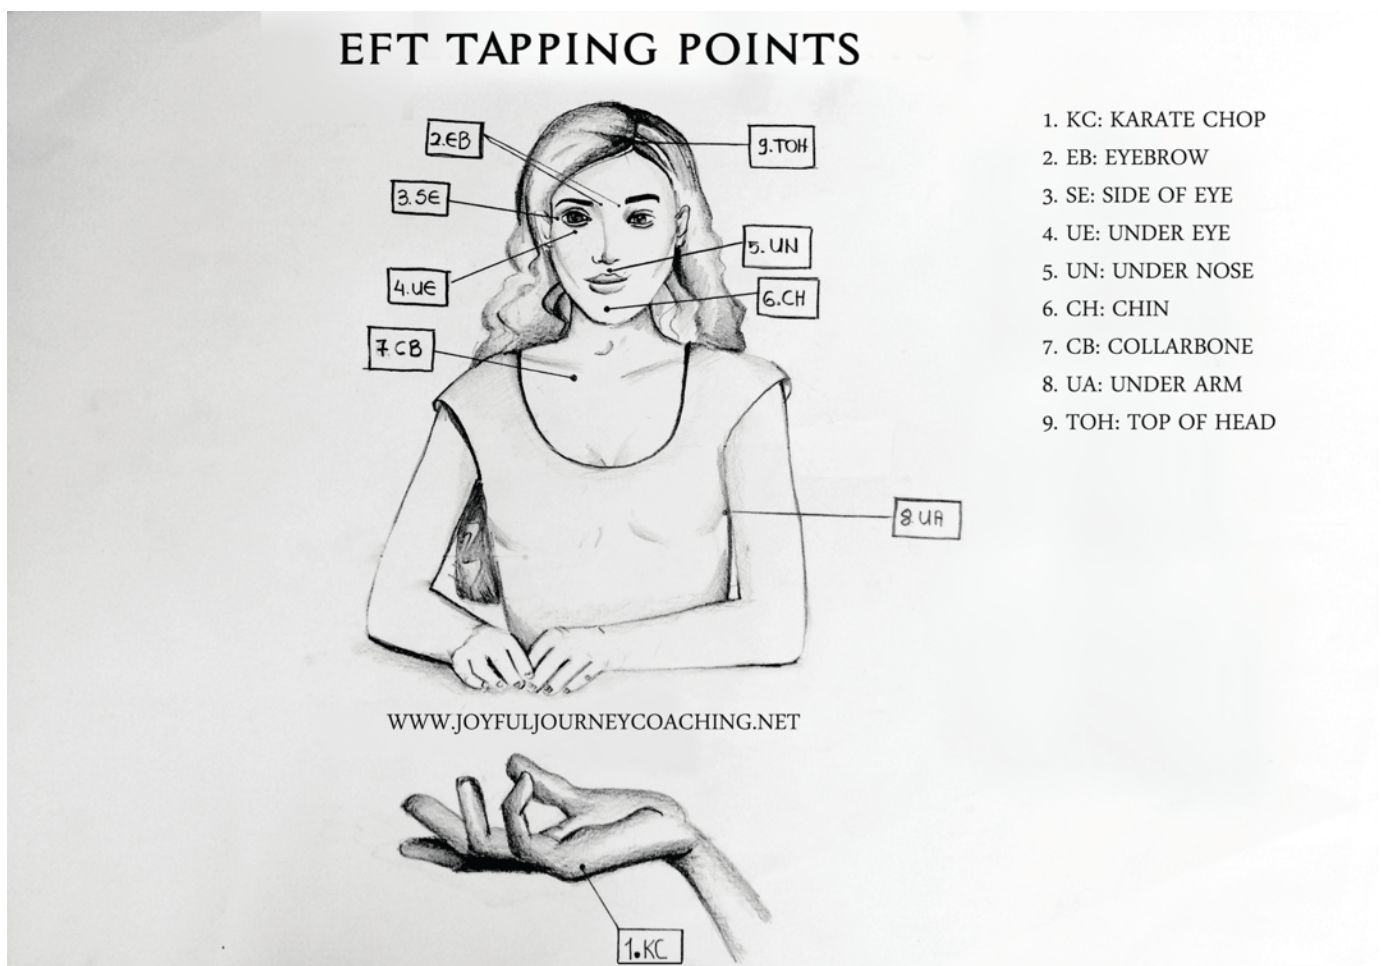 EFT TAPPING POINTS
2.EB
9.TOH
3.SE
5.UN
4.UE
6.CH
7.CB
8.UA
WWW.JOYFULJOURNEYCOACHING.NET
1.KC
1. KC: KARATE CHOP
2. EB: EYEBROW
3. SE: SIDE OF EYE
4. UE: UNDER EYE
5. UN: UNDER NOSE
6. CH: CHIN
7. CB: COLLARBONE
8. UA: UNDER ARM
9. TOH: TOP OF HEAD